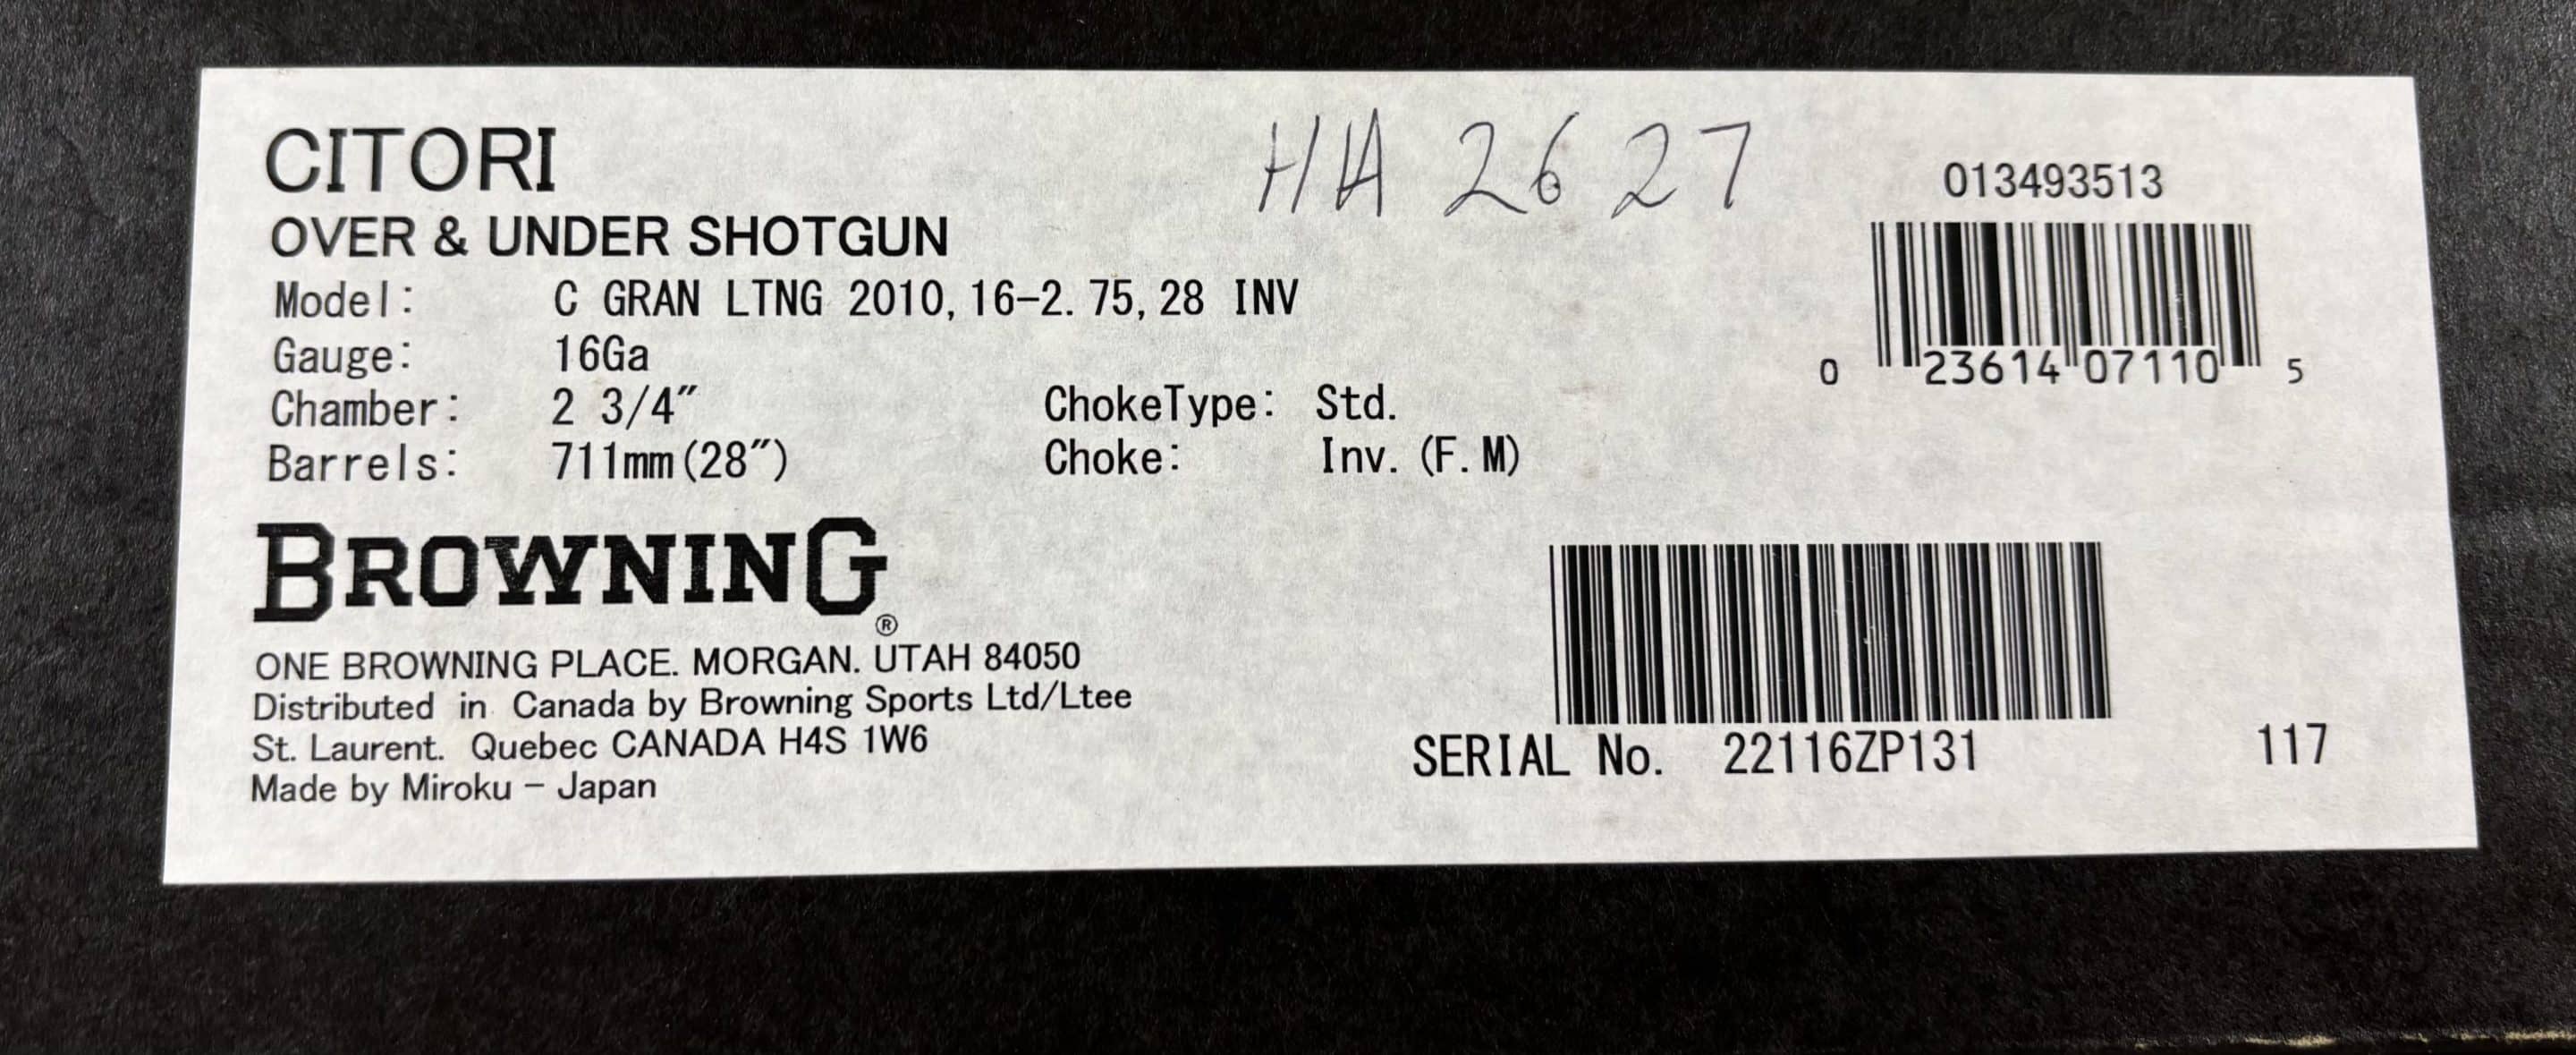 CITORI
HA 2627
013493513
OVER & UNDER SHOTGUN
Model: C GRAN LTNG 2010, 16-2. 75, 28 INV
Gauge: 16Ga
0 23614 07110 5
Chamber: 2 3/4″ ChokeType: Std.
Barrels: 711mm(28″) Choke: Inv. (F. M)
BROWNING®
ONE BROWNING PLACE. MORGAN. UTAH 84050
Distributed in Canada by Browning Sports Ltd/Ltee
St. Laurent. Quebec CANADA H4S 1W6
Made by Miroku - Japan
SERIAL No. 22116ZP131 117